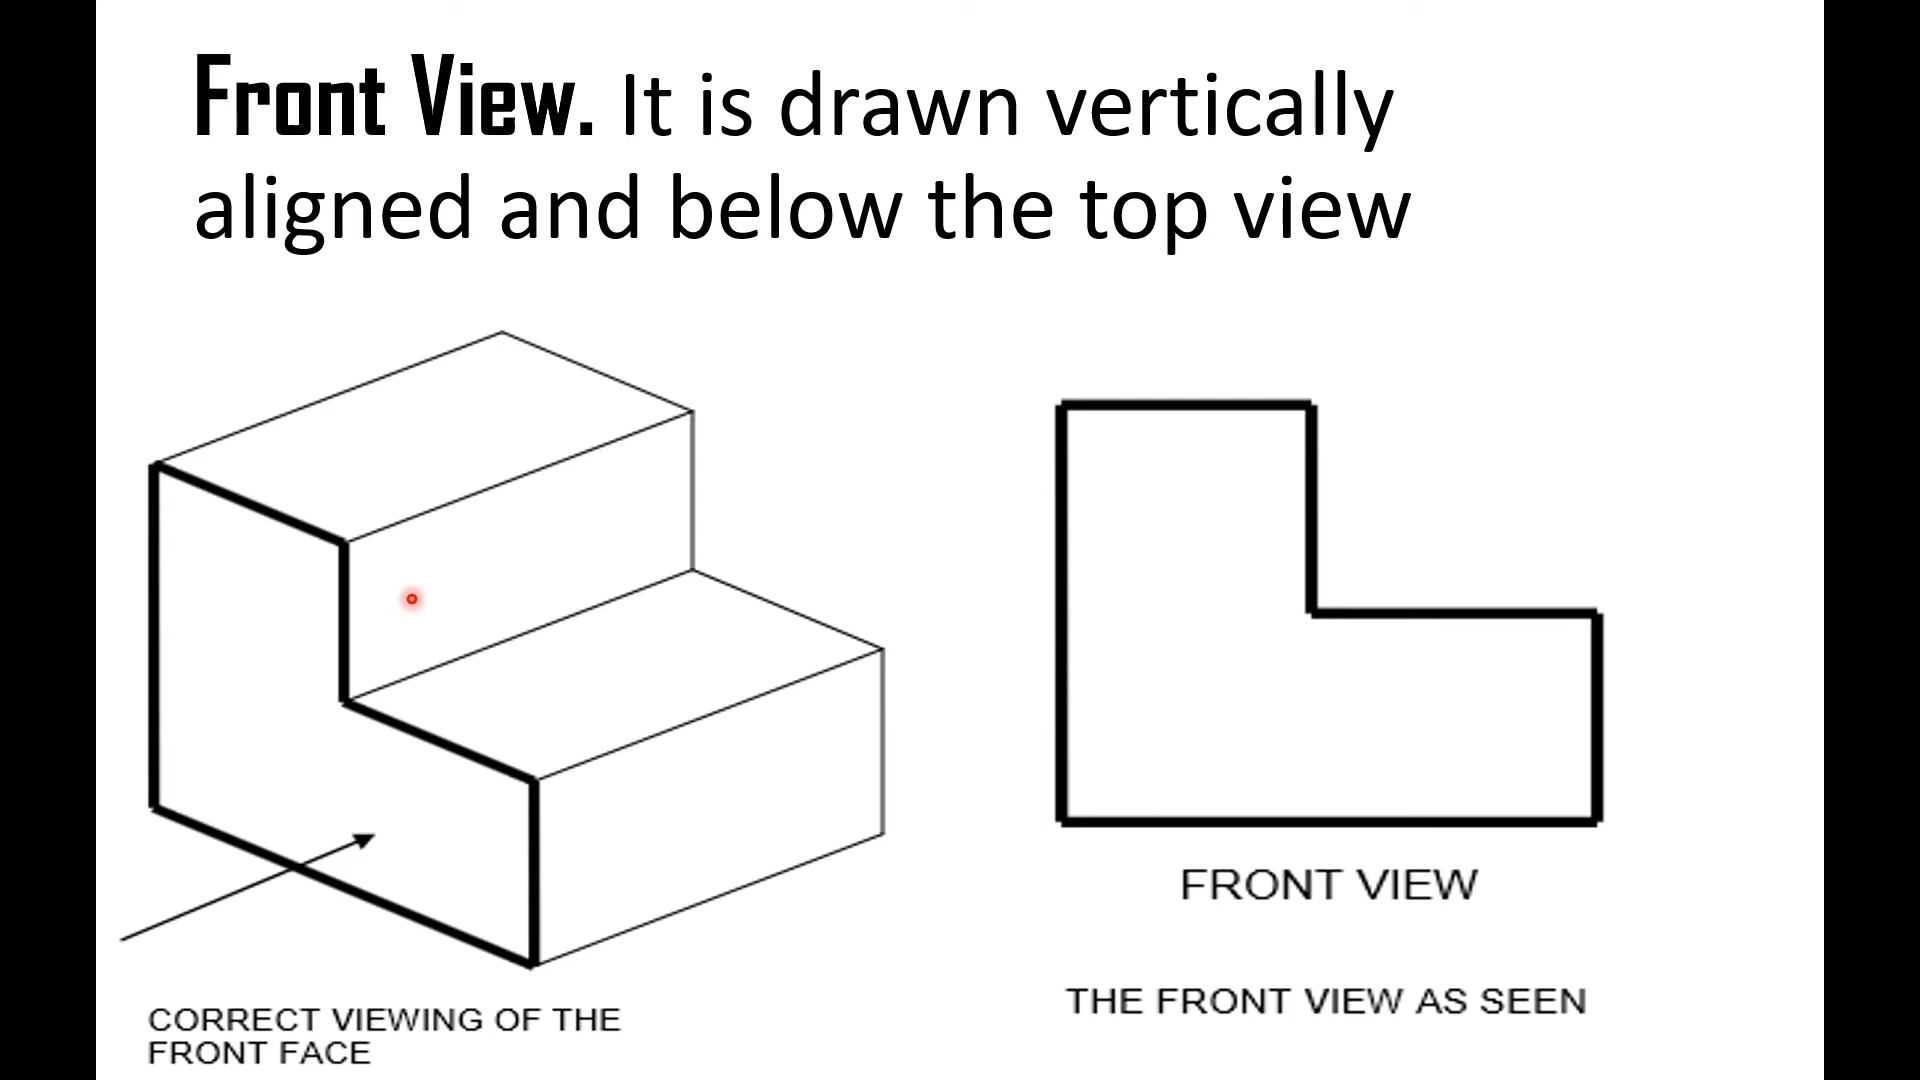 Front View. It is drawn vertically
aligned and below the top view
FRONT VIEW
THE FRONT VIEW AS SEEN
CORRECT VIEWING OF THE
FRONT FACE